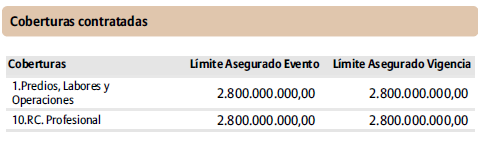 Coberturas contratadas
Coberturas Límite Asegurado Evento Límite Asegurado Vigencia
1.Predios, Labores y
Operaciones 2.800.000.000,00 2.800.000.000,00
10.RC. Profesional 2.800.000.000,00 2.800.000.000,00